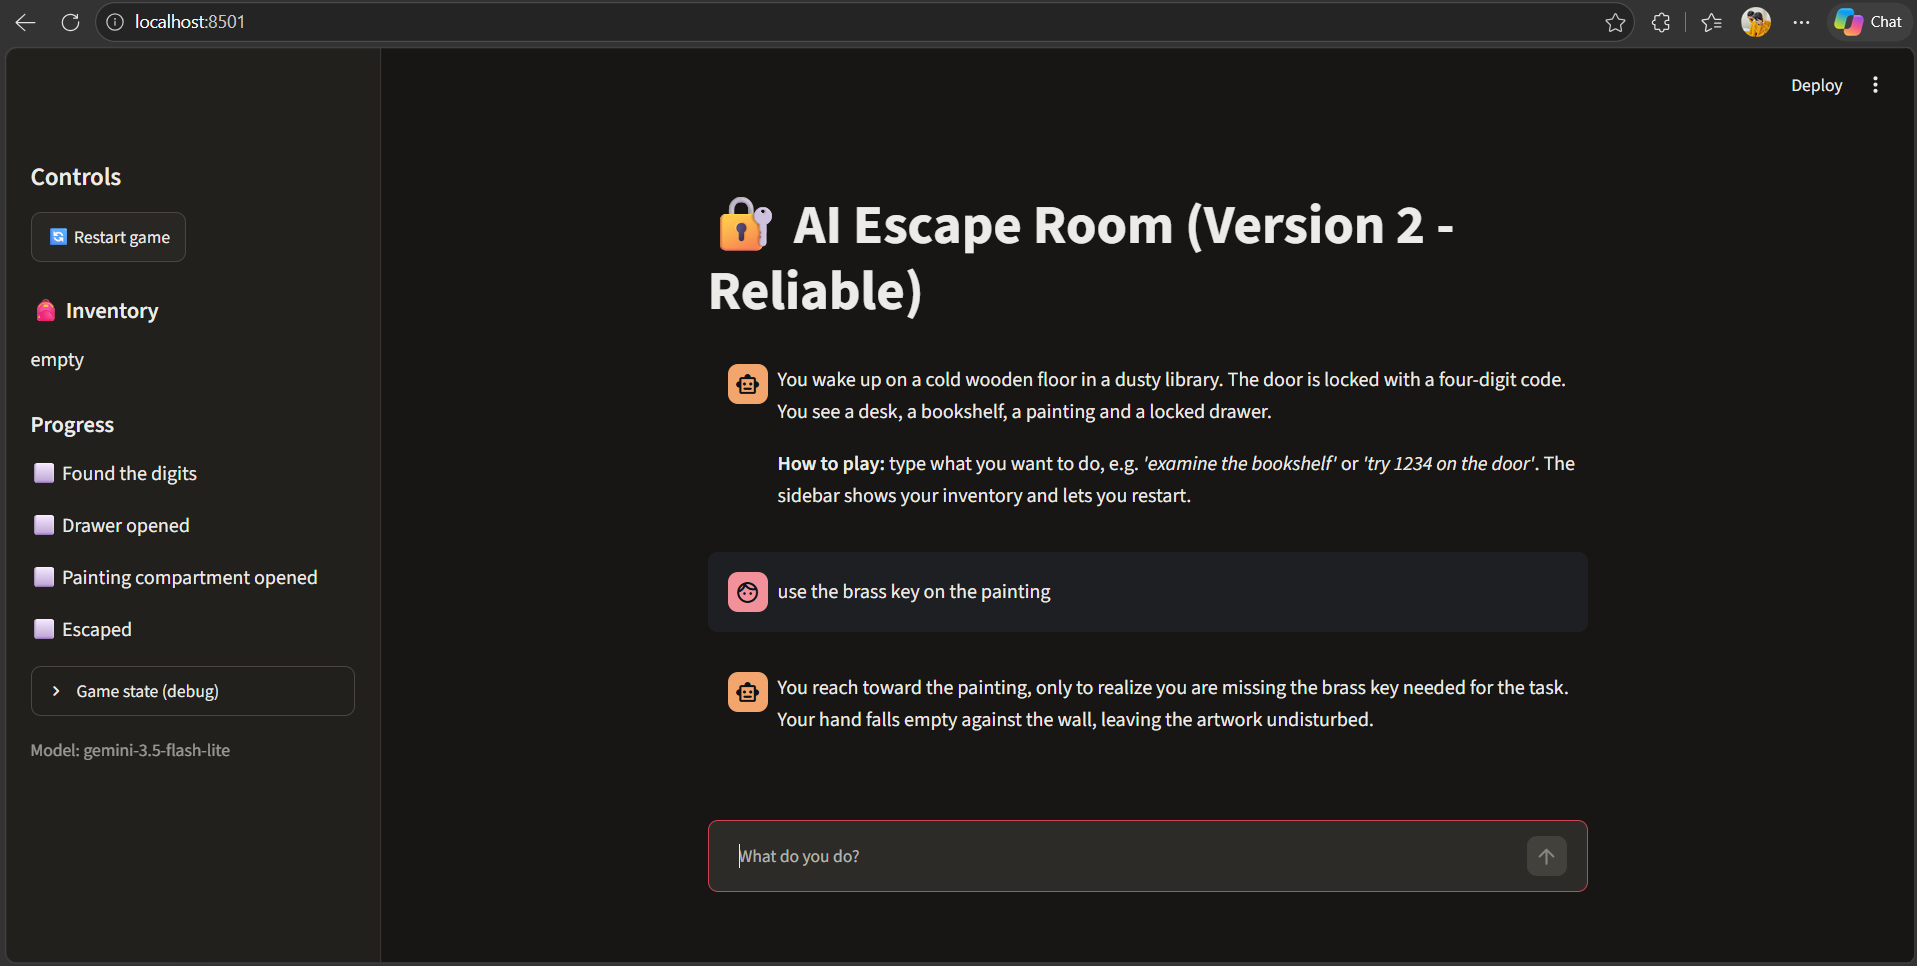 localhost:8501
Chat
Deploy
Controls
Restart game
Inventory
empty
Progress
Found the digits
Drawer opened
Painting compartment opened
Escaped
Game state (debug)
Model: gemini-3.5-flash-lite
AI Escape Room (Version 2 -
Reliable)
You wake up on a cold wooden floor in a dusty library. The door is locked with a four-digit code.
You see a desk, a bookshelf, a painting and a locked drawer.
How to play: type what you want to do, e.g. 'examine the bookshelf' or 'try 1234 on the door'. The
sidebar shows your inventory and lets you restart.
use the brass key on the painting
You reach toward the painting, only to realize you are missing the brass key needed for the task.
Your hand falls empty against the wall, leaving the artwork undisturbed.
What do you do?